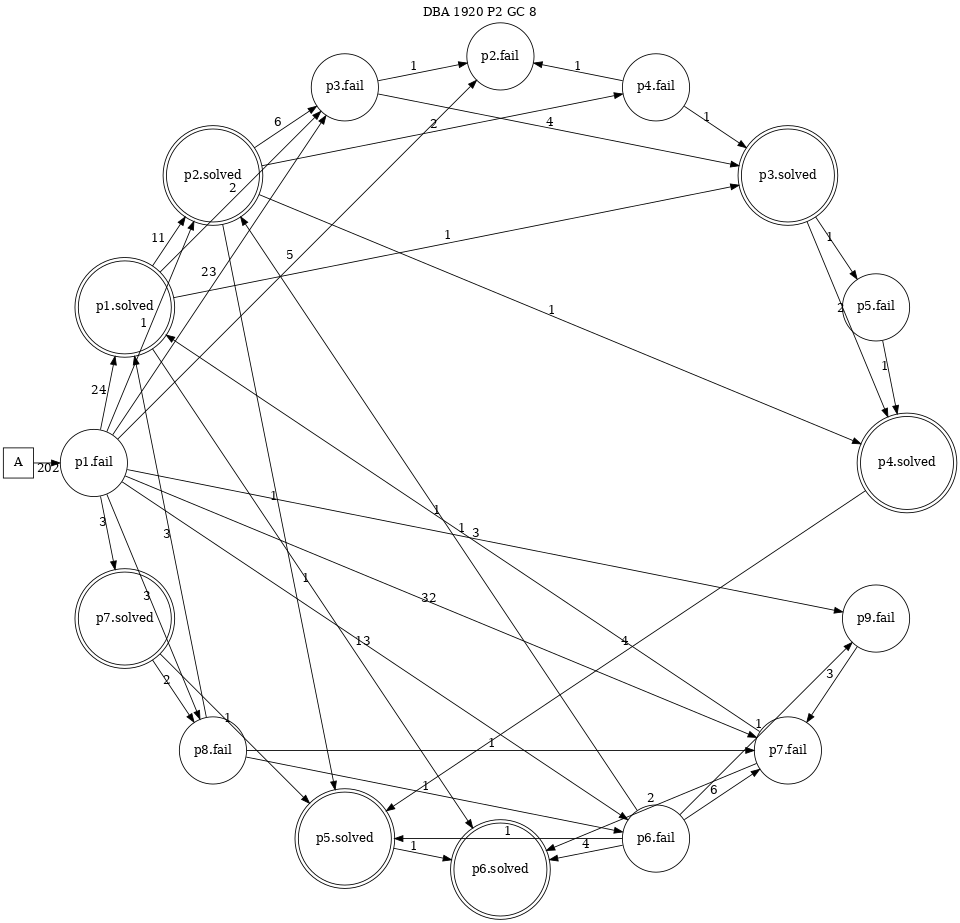 DBA 1920 P2 GC 8
p2.fail
1
1
p3.fail
p4.fail
6
2
4
1
p2.solved
p3.solved
2
11
5
1
1
23
p1.solved
1
1
p5.fail
2
24
1
A
202
p1.fail
p4.solved
3
1
1
1
3
3
1
3
32
p7.solved
13
4
p9.fail
2
3
1
1
p8.fail
1
p7.fail
1
2
6
p5.solved
1
p6.fail
1
4
p6.solved